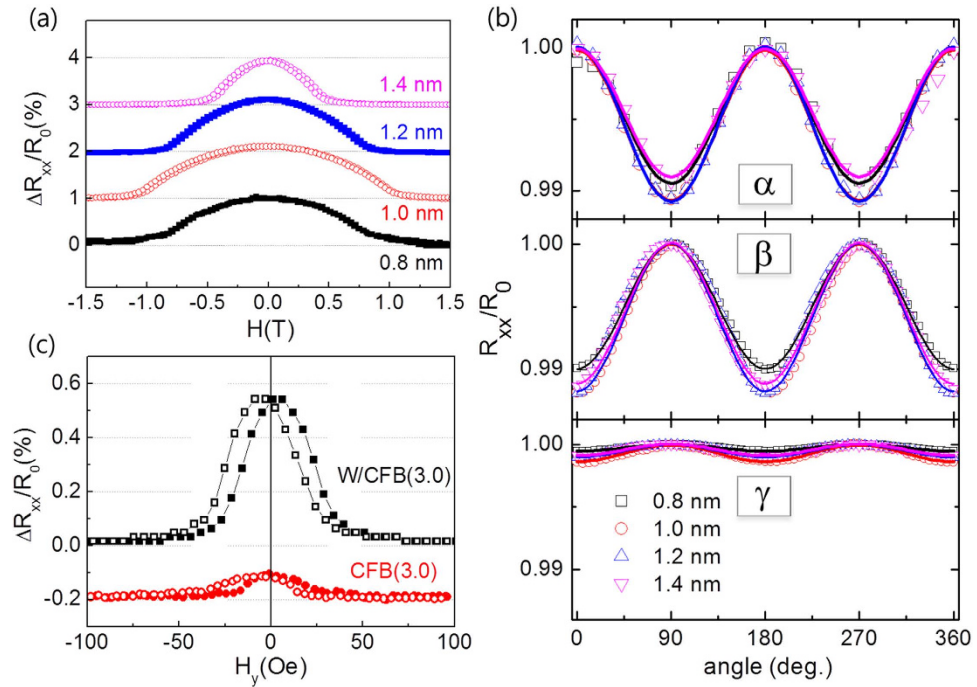 (a)
4
3
2
1
0
ΔR_xx/R_0(%)
1.4 nm
1.2 nm
1.0 nm
0.8 nm
-1.5 -1.0 -0.5 0.0 0.5 1.0 1.5
H(T)
(b)
1.00
0.99
α
1.00
0.99
β
1.00
0.99
γ
R_xx/R_0
0.8 nm
1.0 nm
1.2 nm
1.4 nm
0 90 180 270 360
angle (deg.)
(c)
0.6
0.4
0.2
0.0
-0.2
ΔR_xx/R_0(%)
W/CFB(3.0)
CFB(3.0)
-100 -50 0 50 100
H_y(Oe)